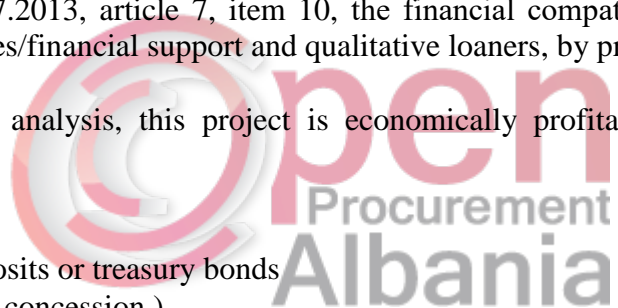 7.2013, article 7, item 10, the financial compat
es/financial support and qualitative loaners, by pr
analysis, this project is economically profita
open
Procurement
Albania
osits or treasury bonds
concession )